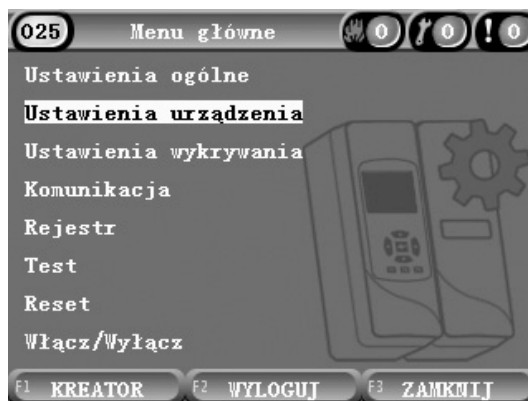 025 Menu główne 0 0 ! 0
Ustawienia ogólne
Ustawienia urządzenia
Ustawienia wykrywania
Komunikacja
Rejestr
Test
Reset
Włącz/Wyłącz
F1 KREATOR F2 WYLOGUJ F3 ZAMKNIJ